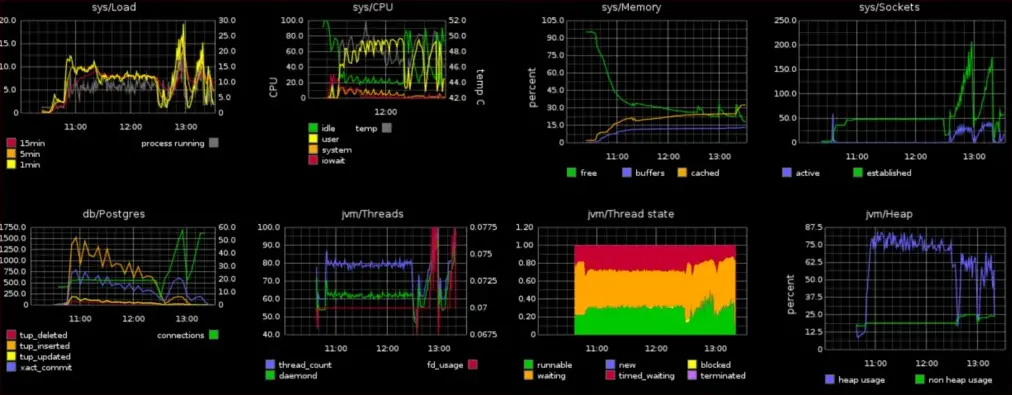 sys/Load
20.0 30.0
25.0
15.0
20.0
10.0 15.0
10.0
5.0
5.0
0.0 0.0
11:00 12:00 13:00
15min process running
5min
1min
sys/CPU
100.0 52.0
80.0 50.0
60.0 48.0
40.0 46.0
20.0 44.0
0.0 42.0
CPU
temp C
12:00
idle temp
user
system
iowait
sys/Memory
105.0
90.0
75.0
60.0
45.0
30.0
15.0
0.0
percent
11:00 12:00 13:00
free buffers cached
sys/Sockets
250.0
200.0
150.0
100.0
50.0
0.0
11:00 12:00 13:00
active established
db/Postgres
1750.0 60.0
1500.0 50.0
1250.0
1000.0 40.0
750.0 30.0
500.0 20.0
250.0 10.0
0.0 0.0
11:00 12:00 13:00
tup_deleted connections
tup_inserted
tup_updated
xact_commit
jvm/Threads
100.0 0.0775
90.0
80.0 0.075
70.0 0.0725
60.0
50.0 0.07
40.0 0.0675
11:00 12:00 13:00
thread_count fd_usage
daemond
jvm/Thread state
1.20
1.00
0.80
0.60
0.40
0.20
0.00
11:00 12:00 13:00
runnable new blocked
waiting timed_waiting terminated
jvm/Heap
87.5
75.0
62.5
50.0
37.5
25.0
12.5
0.0
percent
11:00 12:00 13:00
heap usage non heap usage